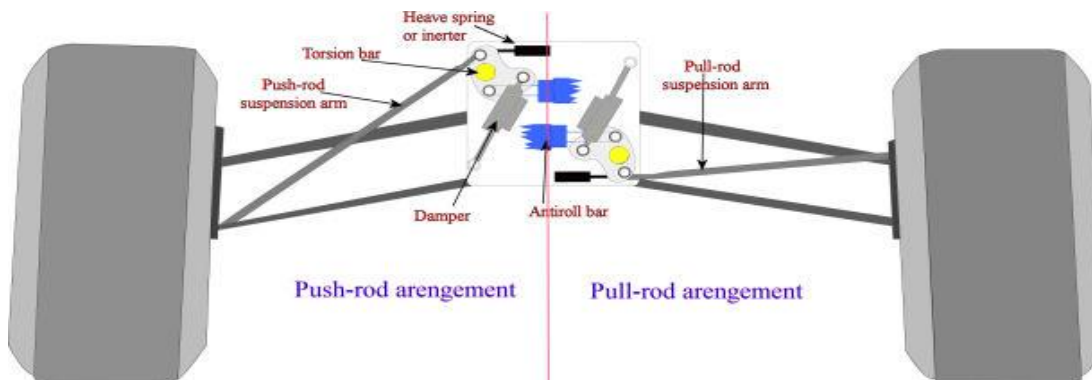 Heave spring
or inerter
Torsion bar
Push-rod
suspension arm
Pull-rod
suspension arm
Damper
Antiroll bar
Push-rod arengement
Pull-rod arengement